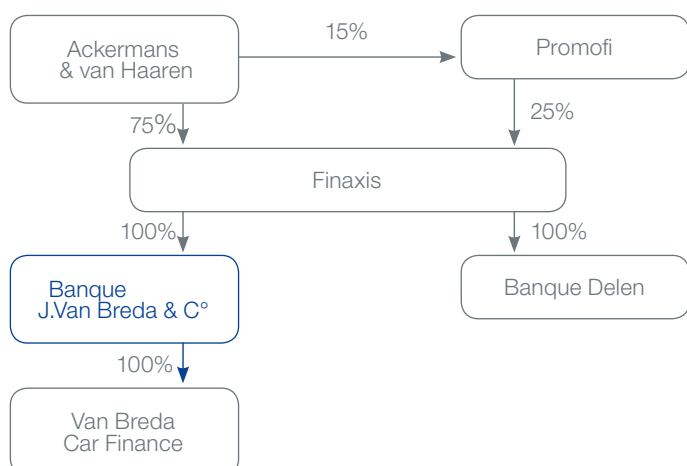 15%
Ackermans
& van Haaren
Promofi
75%
25%
Finaxis
100%
100%
Banque
J.Van Breda & C°
Banque Delen
100%
Van Breda
Car Finance